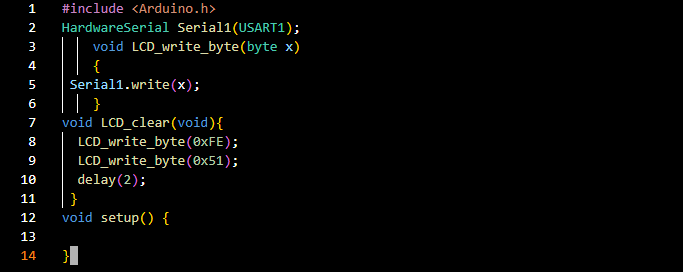 1 #include <Arduino.h>
2 HardwareSerial Serial1(USART1);
3 void LCD_write_byte(byte x)
4 {
5 Serial1.write(x);
6 }
7 void LCD_clear(void){
8 LCD_write_byte(0xFE);
9 LCD_write_byte(0x51);
10 delay(2);
11 }
12 void setup() {
13
14 }